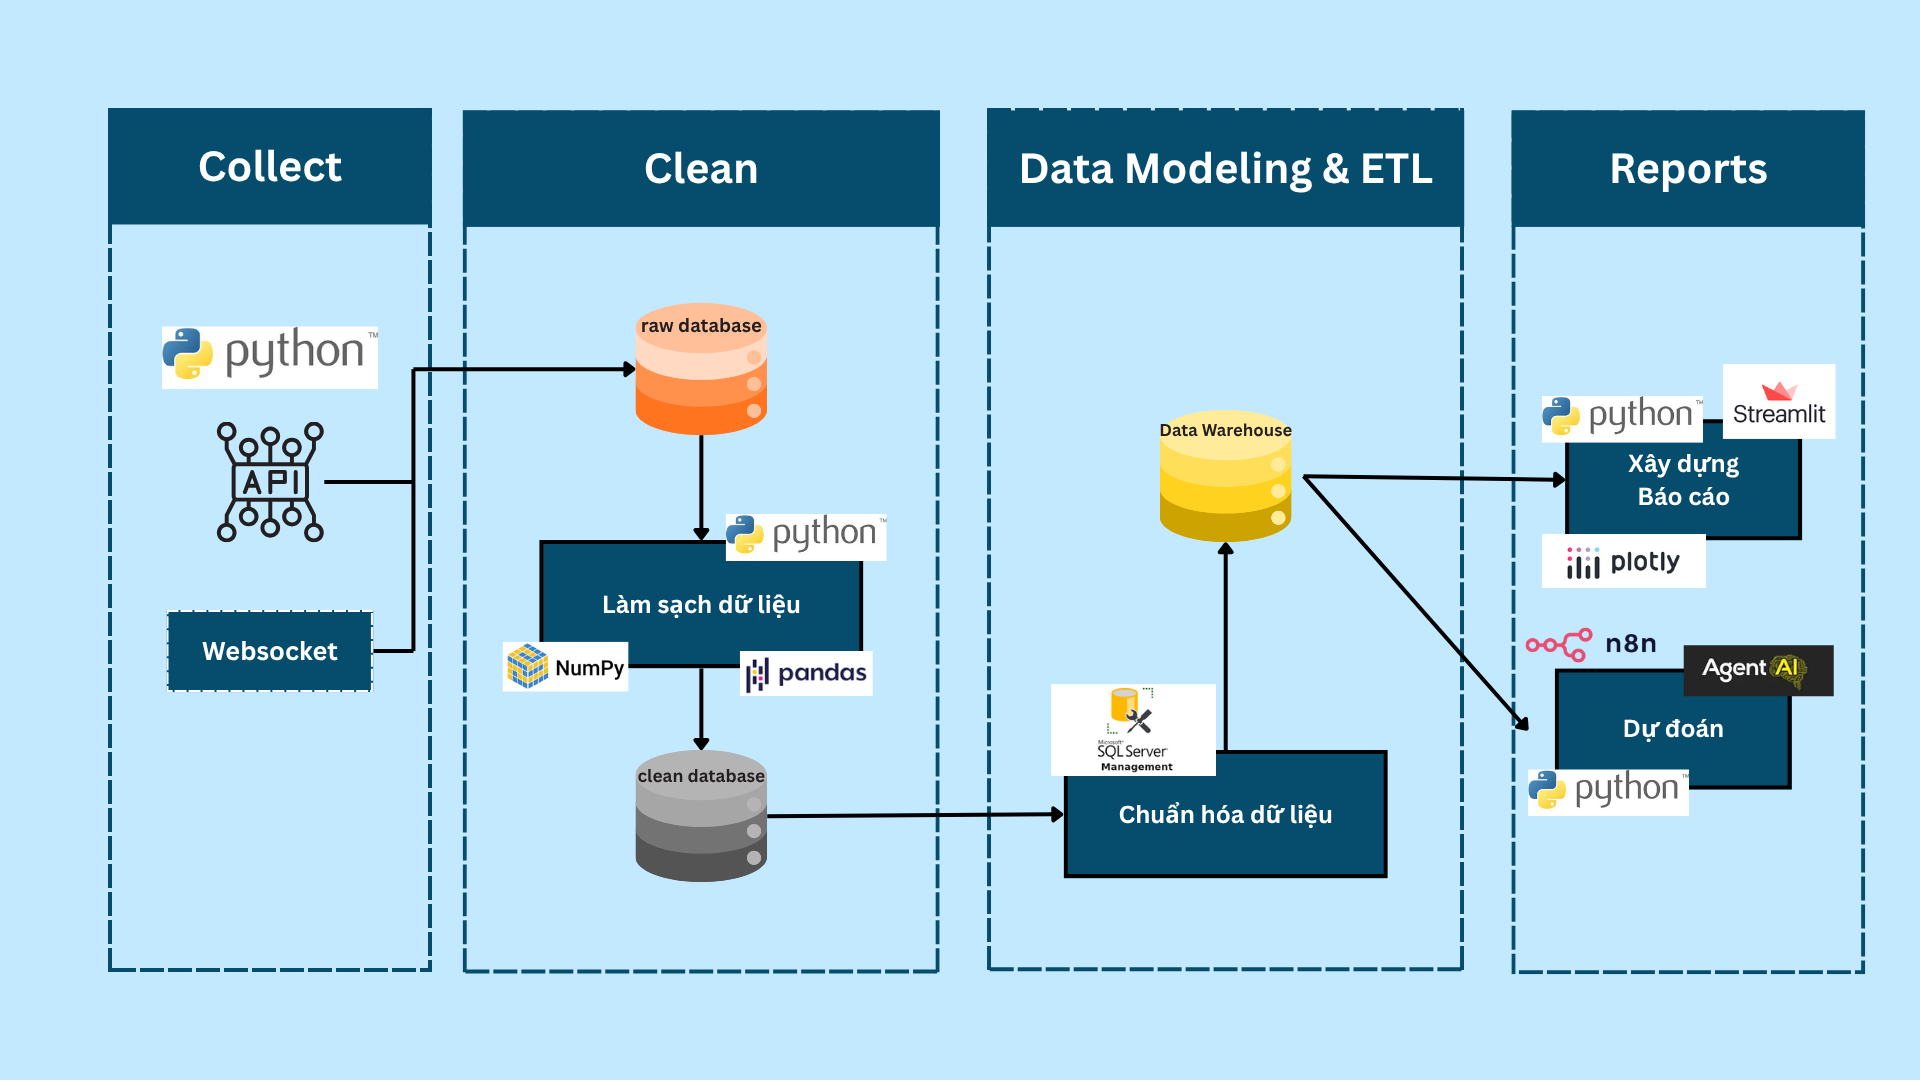 Collect
python™
API
Websocket
Clean
raw database
python™
Làm sạch dữ liệu
NumPy
pandas
clean database
Data Modeling & ETL
Data Warehouse
Microsoft®
SQL Server
Management
Chuẩn hóa dữ liệu
Reports
python™
Streamlit
Xây dựng
Báo cáo
plotly
n8n
Agent AI
Dự đoán
python™